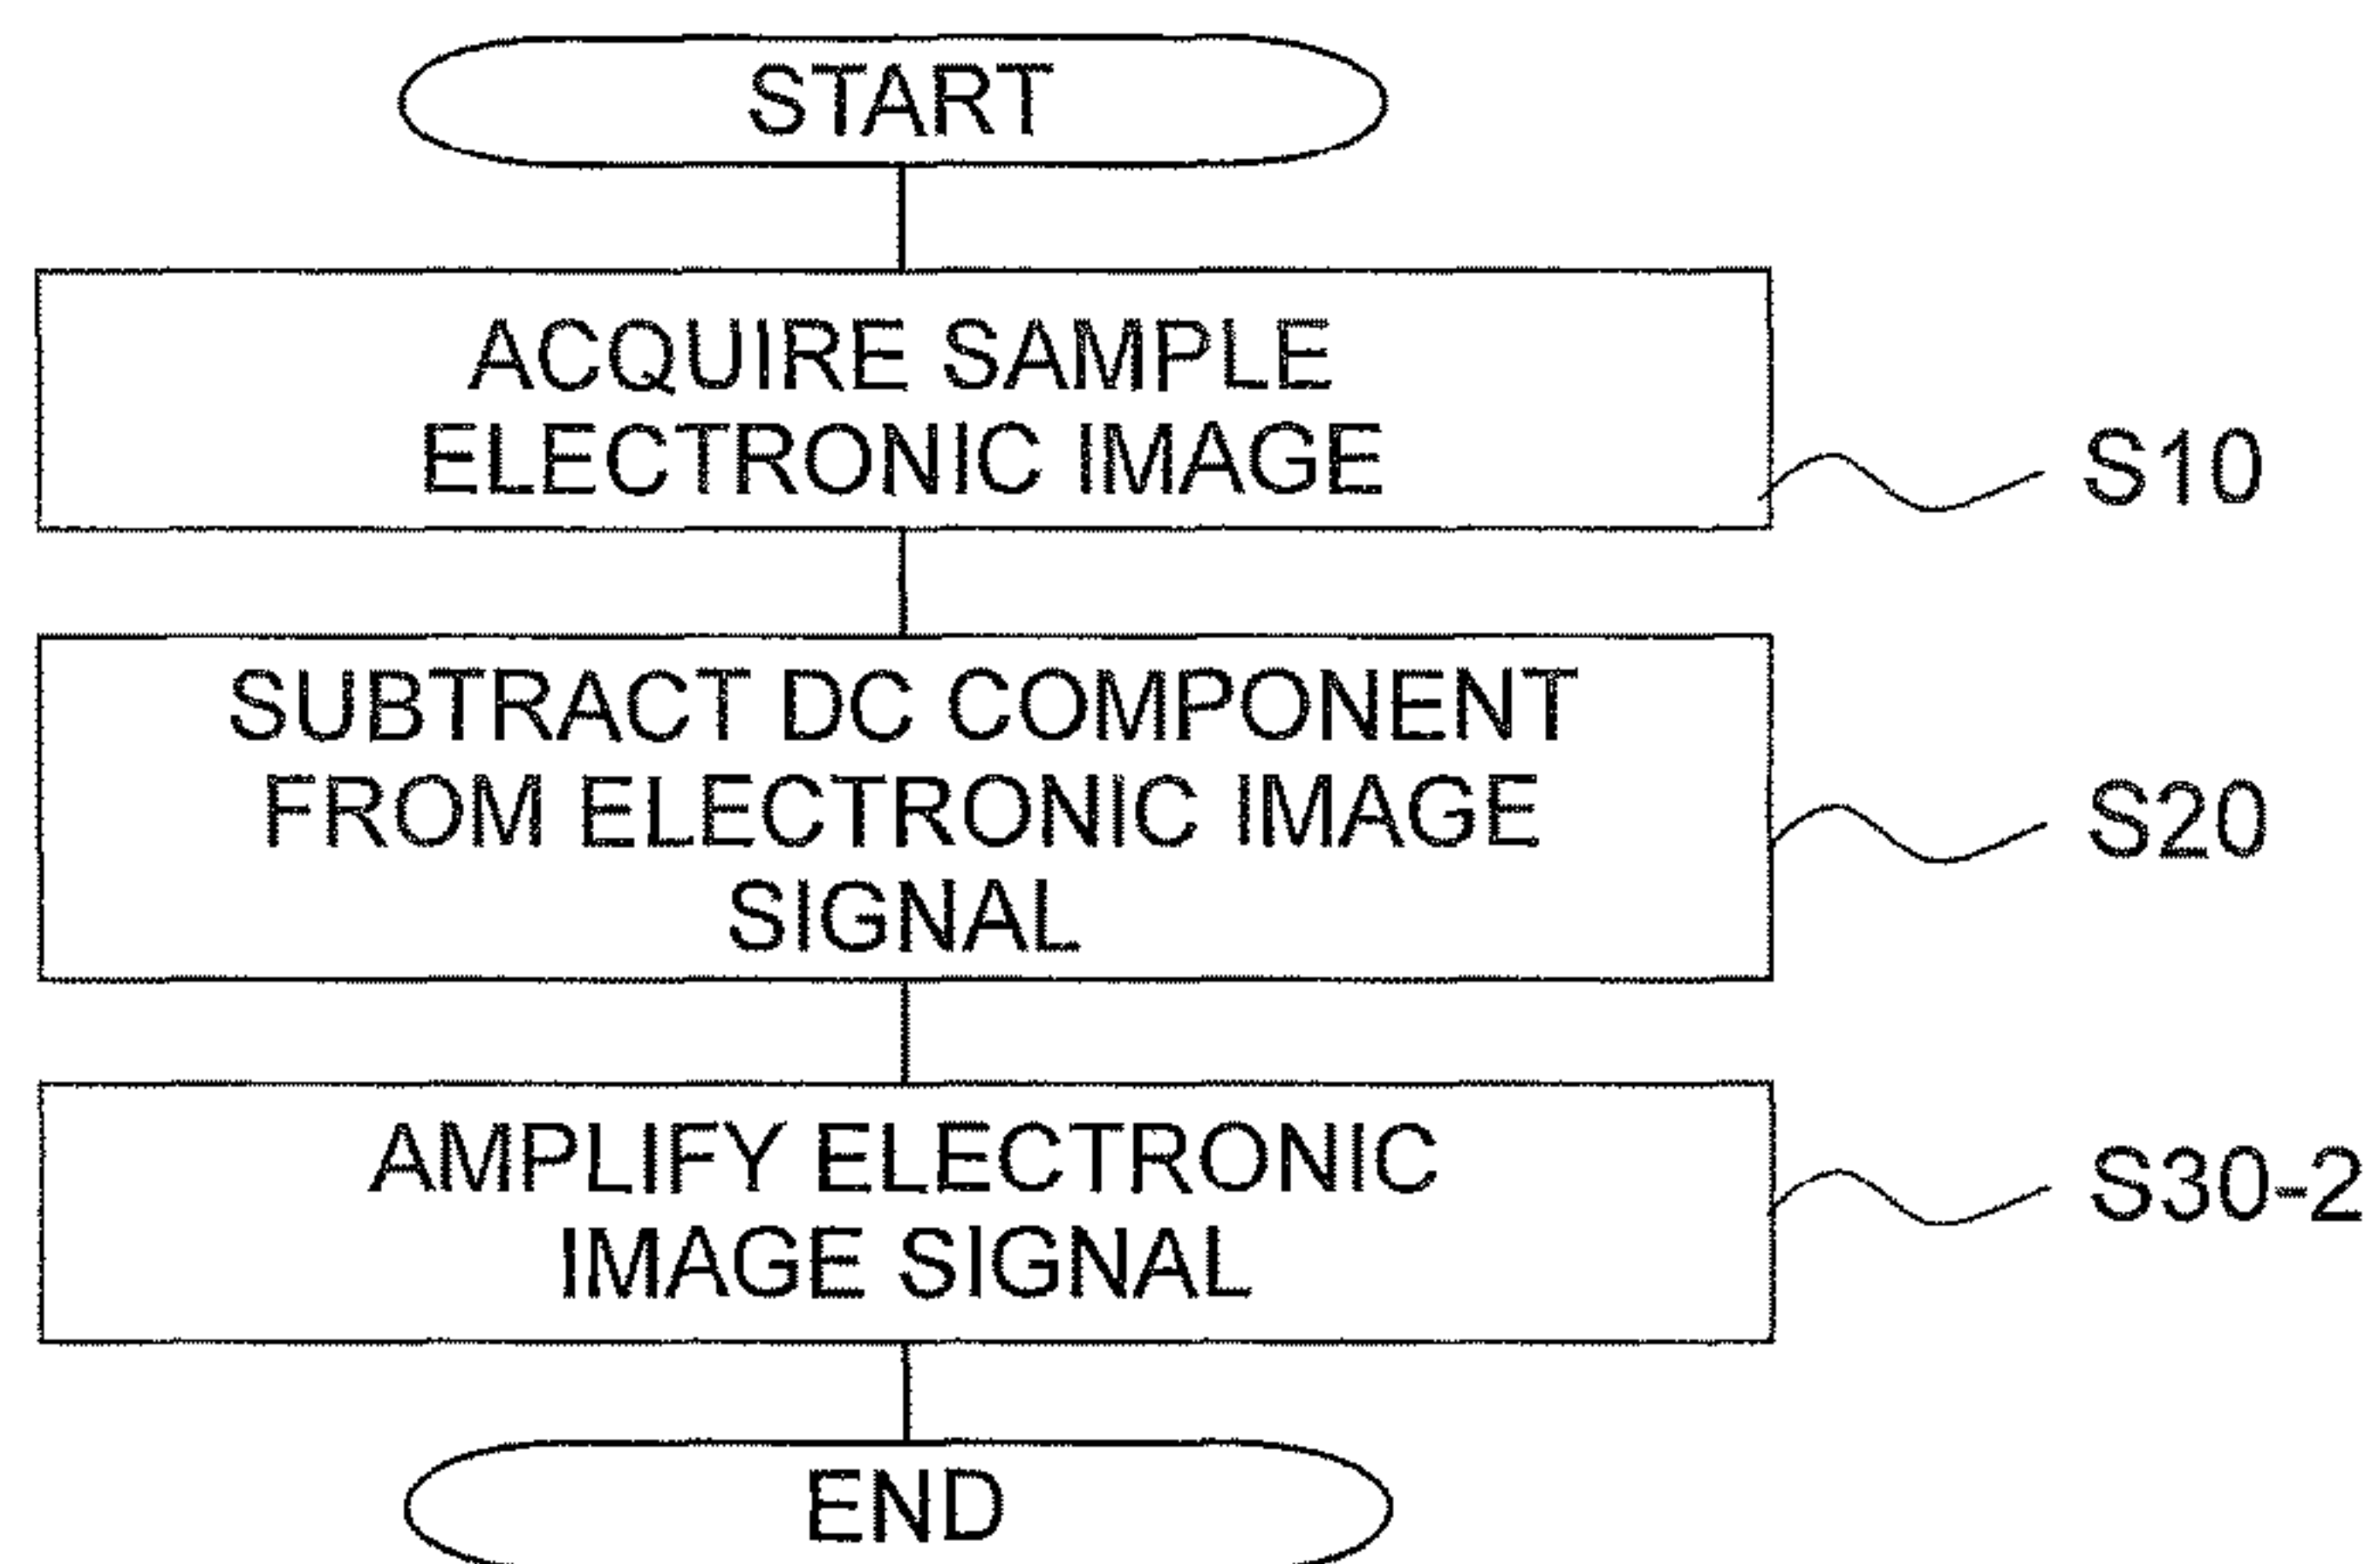 START
ACQUIRE SAMPLE
ELECTRONIC IMAGE
S10
SUBTRACT DC COMPONENT
FROM ELECTRONIC IMAGE
SIGNAL
S20
AMPLIFY ELECTRONIC
IMAGE SIGNAL
S30-2
END